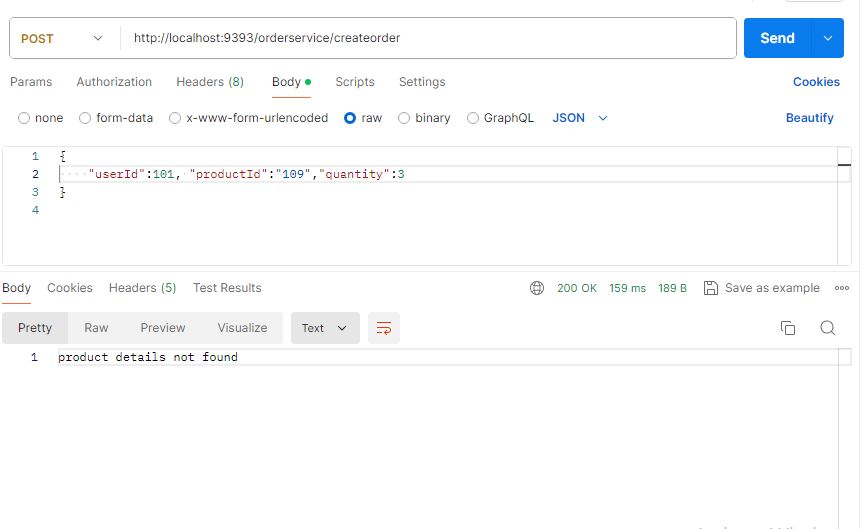 POST http://localhost:9393/orderservice/createorder Send
Params Authorization Headers (8) Body Scripts Settings Cookies
none form-data x-www-form-urlencoded raw binary GraphQL JSON Beautify
1 {
2 "userId":101, "productId":"109","quantity":3
3 }
4
Body Cookies Headers (5) Test Results 200 OK 159 ms 189 B Save as example
Pretty Raw Preview Visualize Text
1 product details not found